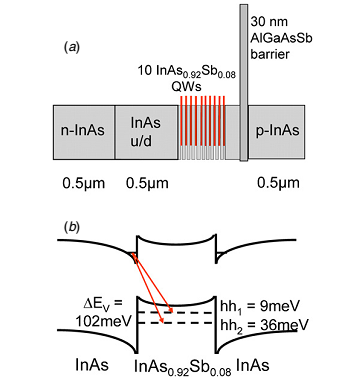 (a)
30 nm
AlGaAsSb
barrier
10 InAs0.92Sb0.08
QWs
n-InAs
InAs
u/d
p-InAs
0.5μm
0.5μm
0.5μm
(b)
ΔEV =
102meV
hh1 = 9meV
hh2 = 36meV
InAs
InAs0.92Sb0.08
InAs